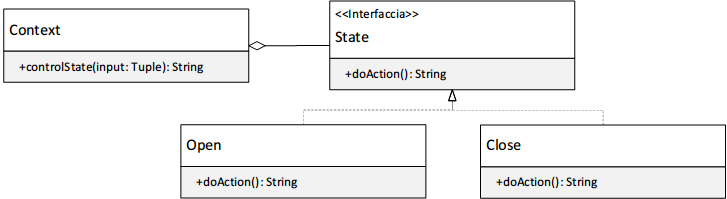 Context
+controlState(input: Tuple): String
<<Interfaccia>>
State
+doAction(): String
Open
+doAction(): String
Close
+doAction(): String